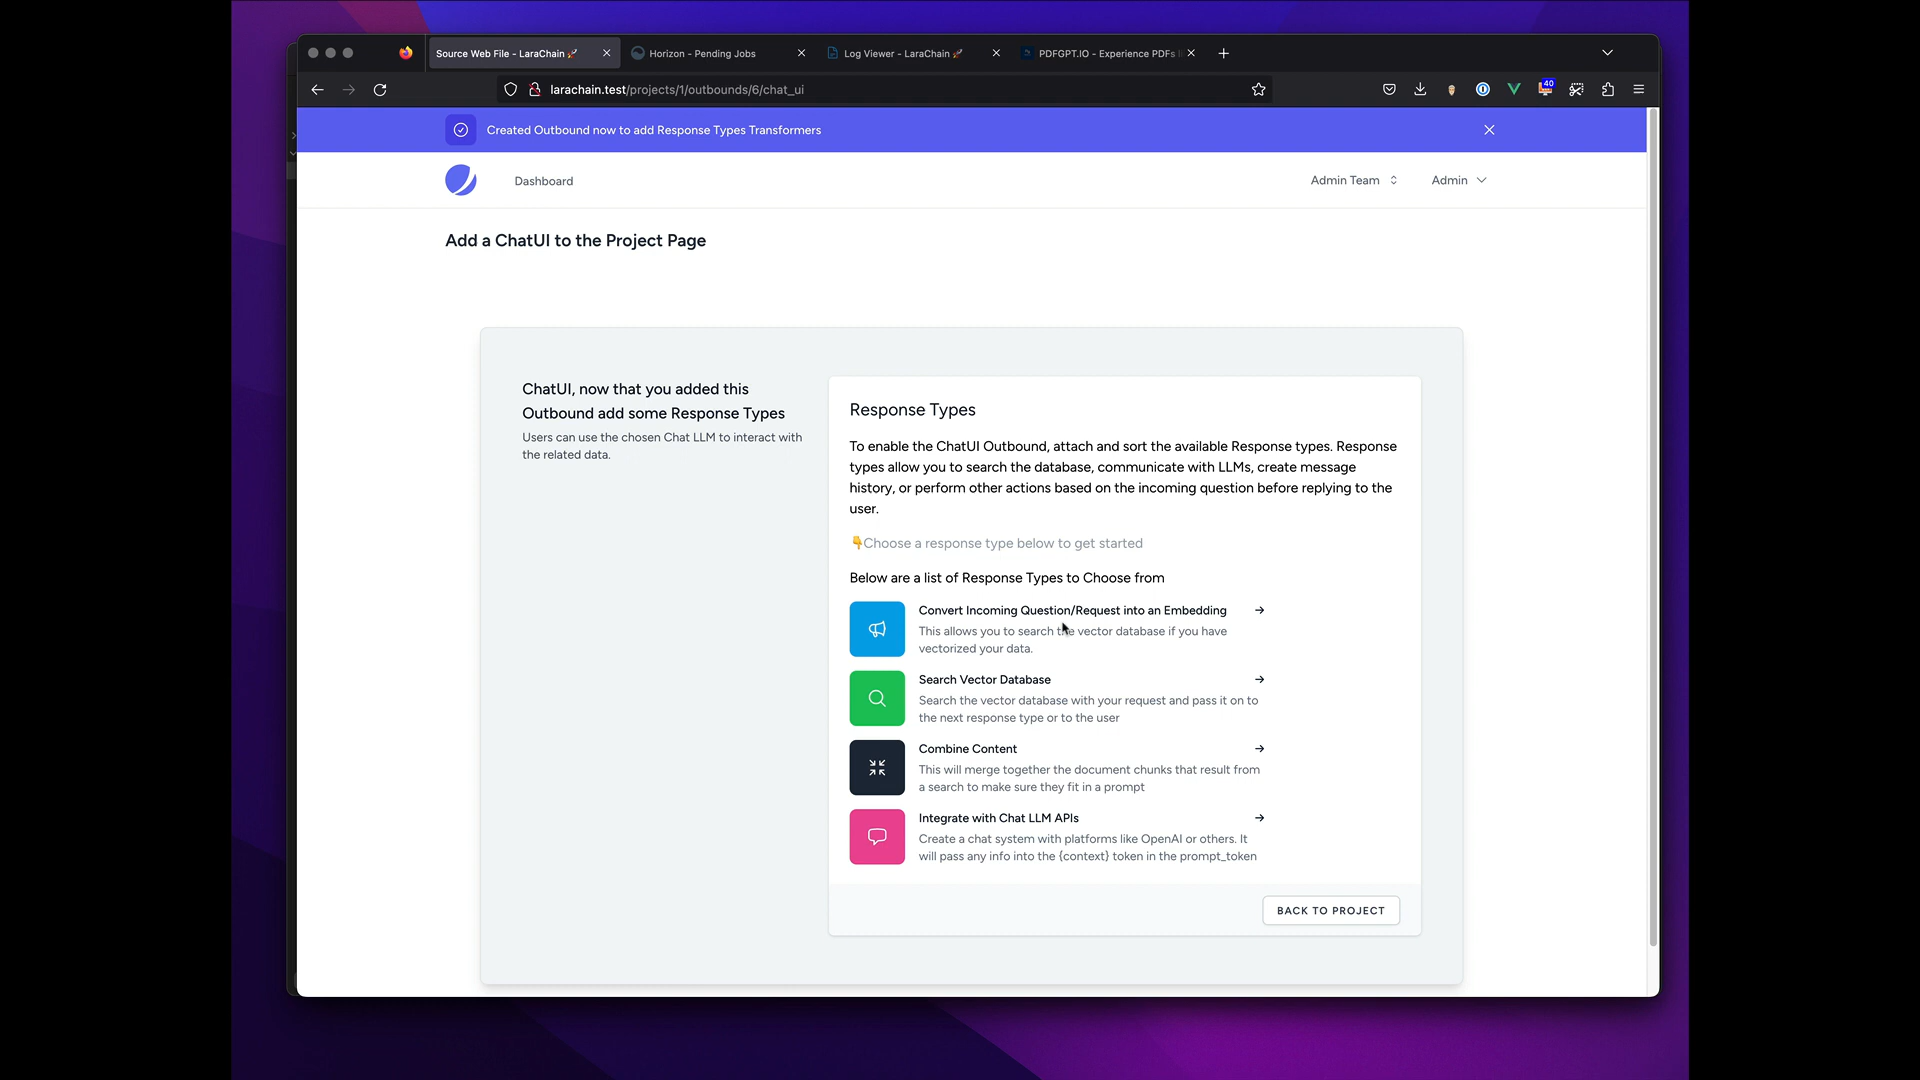 Source Web File - LaraChain 🚀
Horizon - Pending Jobs
Log Viewer - LaraChain 🚀
PDFGPT.IO - Experience PDFs
larachain.test/projects/1/outbounds/6/chat_ui
40
Created Outbound now to add Response Types Transformers
Dashboard
Admin Team
Admin
Add a ChatUI to the Project Page
ChatUI, now that you added this
Outbound add some Response Types
Users can use the chosen Chat LLM to interact with
the related data.
Response Types
To enable the ChatUI Outbound, attach and sort the available Response types. Response
types allow you to search the database, communicate with LLMs, create message
history, or perform other actions based on the incoming question before replying to the
user.
👇Choose a response type below to get started
Below are a list of Response Types to Choose from
Convert Incoming Question/Request into an Embedding →
This allows you to search the vector database if you have
vectorized your data.
Search Vector Database →
Search the vector database with your request and pass it on to
the next response type or to the user
Combine Content →
This will merge together the document chunks that result from
a search to make sure they fit in a prompt
Integrate with Chat LLM APIs →
Create a chat system with platforms like OpenAI or others. It
will pass any info into the {context} token in the prompt_token
BACK TO PROJECT